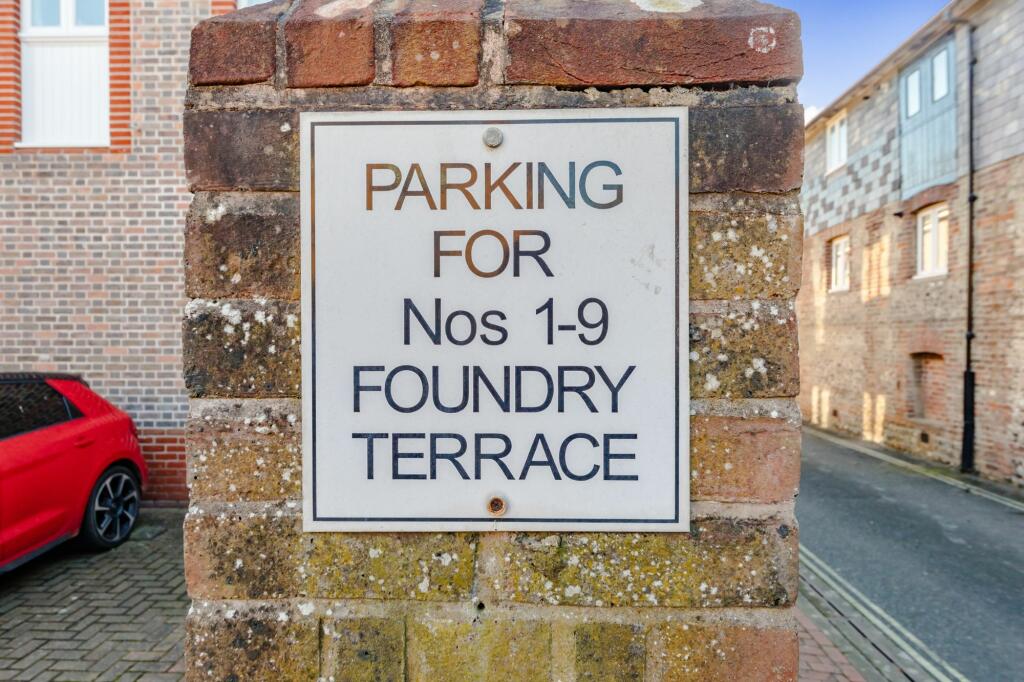 PARKING
FOR
Nos 1-9
FOUNDRY
TERRACE